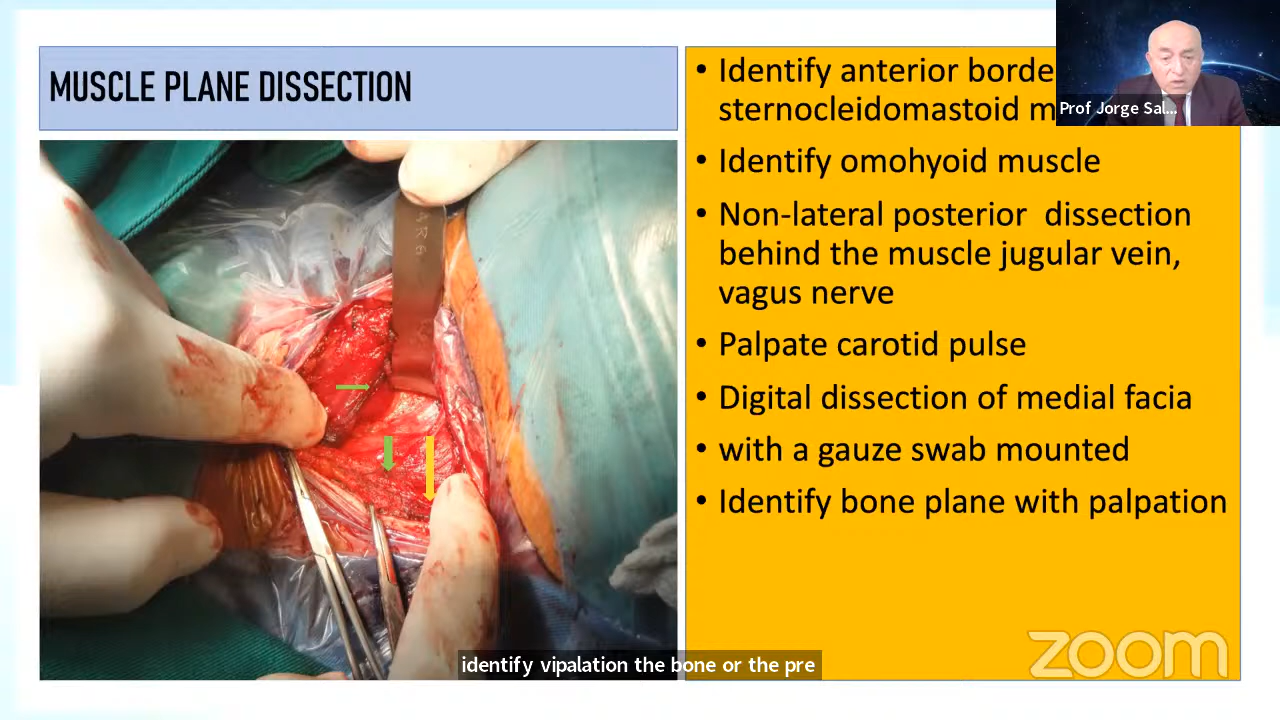 MUSCLE PLANE DISSECTION
• Identify anterior borde
sternocleidomastoid m
Prof Jorge Sal...
• Identify omohyoid muscle
• Non-lateral posterior dissection
behind the muscle jugular vein,
vagus nerve
• Palpate carotid pulse
• Digital dissection of medial facia
• with a gauze swab mounted
• Identify bone plane with palpation
identify vipalation the bone or the pre
zoom